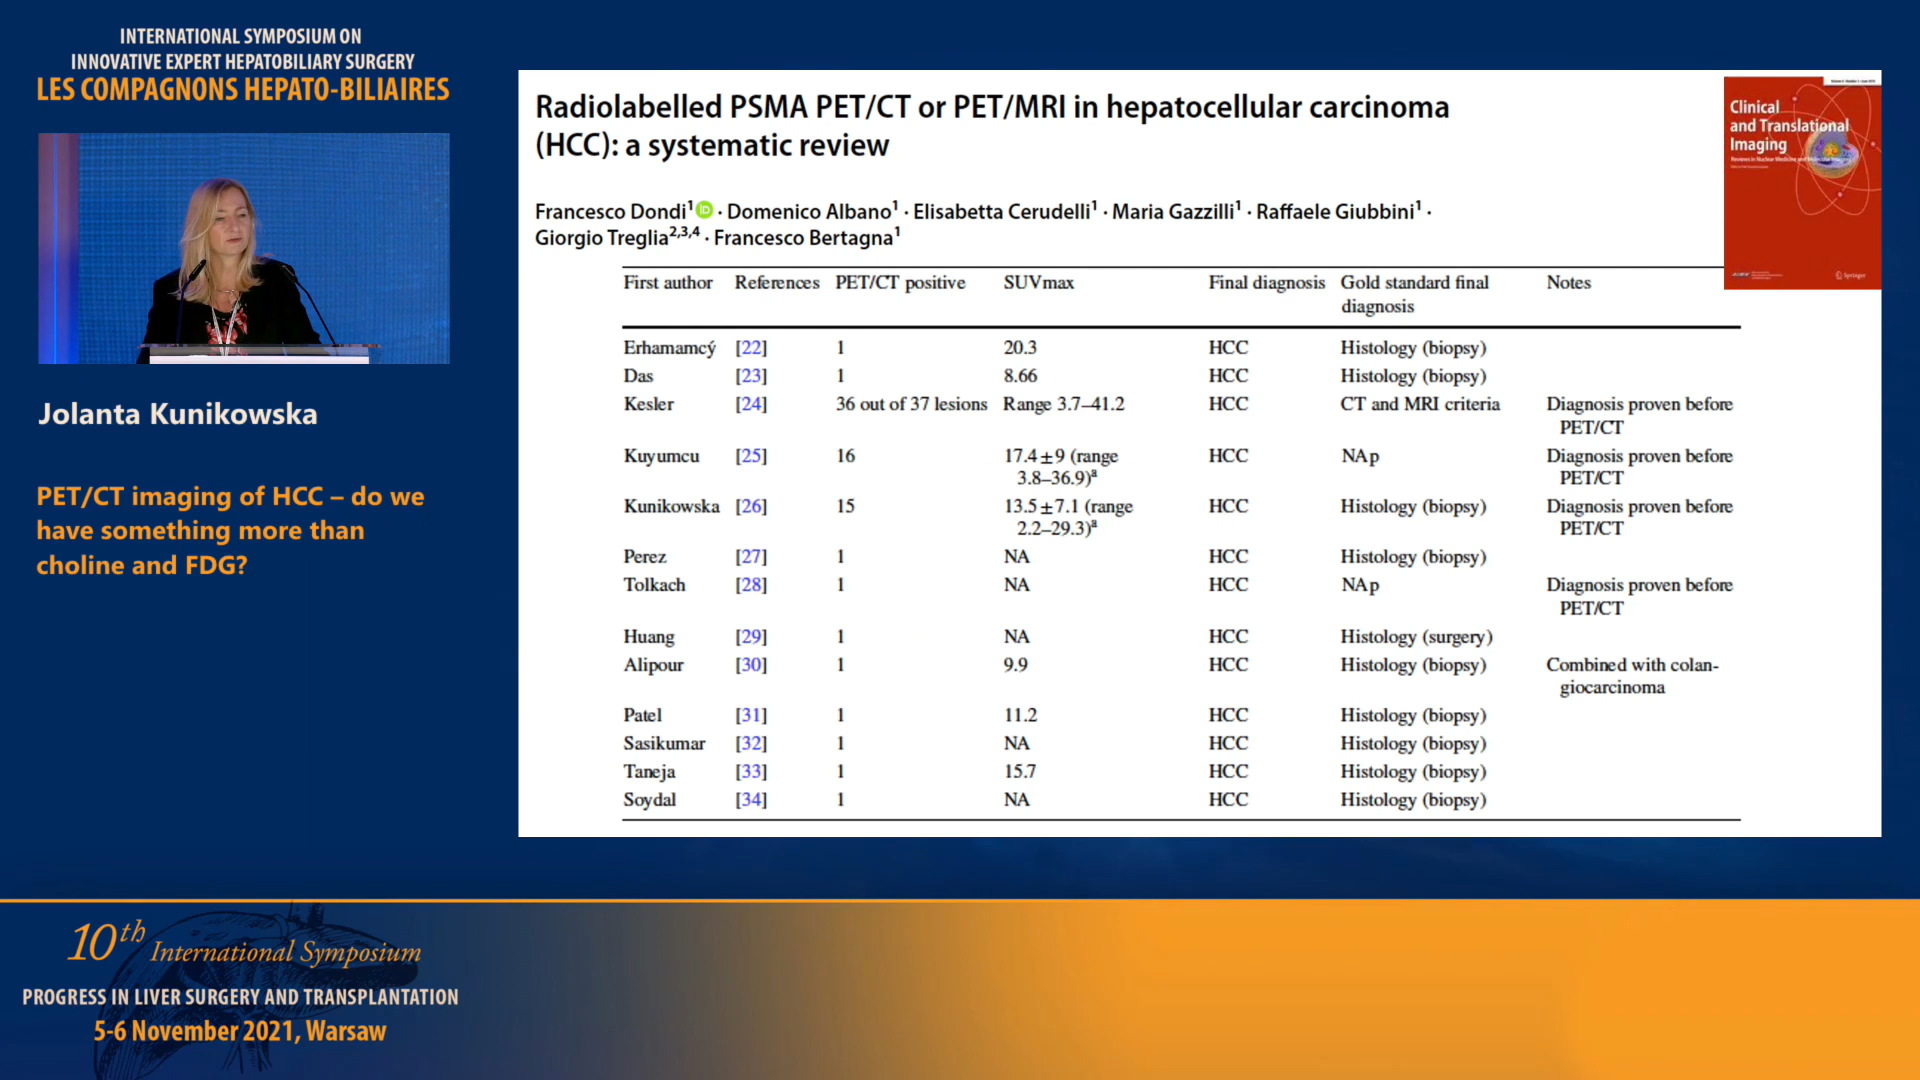 INTERNATIONAL SYMPOSIUM ON
INNOVATIVE EXPERT HEPATOBILIARY SURGERY
LES COMPAGNONS HEPATO-BILIAIRES
Jolanta Kunikowska
PET/CT imaging of HCC – do we
have something more than
choline and FDG?
Radiolabelled PSMA PET/CT or PET/MRI in hepatocellular carcinoma
(HCC): a systematic review
Francesco Dondi¹ iD · Domenico Albano¹ · Elisabetta Cerudelli¹ · Maria Gazzilli¹ · Raffaele Giubbini¹ ·
Giorgio Treglia²,³,⁴ · Francesco Bertagna¹
Clinical
and Translational
Imaging
Springer
First author References PET/CT positive SUVmax Final diagnosis Gold standard final Notes
diagnosis
Erhamamcý [22] 1 20.3 HCC Histology (biopsy)
Das [23] 1 8.66 HCC Histology (biopsy)
Kesler [24] 36 out of 37 lesions Range 3.7–41.2 HCC CT and MRI criteria Diagnosis proven before
PET/CT
Kuyumcu [25] 16 17.4±9 (range HCC NAp Diagnosis proven before
3.8–36.9)ᵃ PET/CT
Kunikowska [26] 15 13.5±7.1 (range HCC Histology (biopsy) Diagnosis proven before
2.2–29.3)ᵃ PET/CT
Perez [27] 1 NA HCC Histology (biopsy)
Tolkach [28] 1 NA HCC NAp Diagnosis proven before
PET/CT
Huang [29] 1 NA HCC Histology (surgery)
Alipour [30] 1 9.9 HCC Histology (biopsy) Combined with colan-
giocarcinoma
Patel [31] 1 11.2 HCC Histology (biopsy)
Sasikumar [32] 1 NA HCC Histology (biopsy)
Taneja [33] 1 15.7 HCC Histology (biopsy)
Soydal [34] 1 NA HCC Histology (biopsy)
10th International Symposium
PROGRESS IN LIVER SURGERY AND TRANSPLANTATION
5-6 November 2021, Warsaw